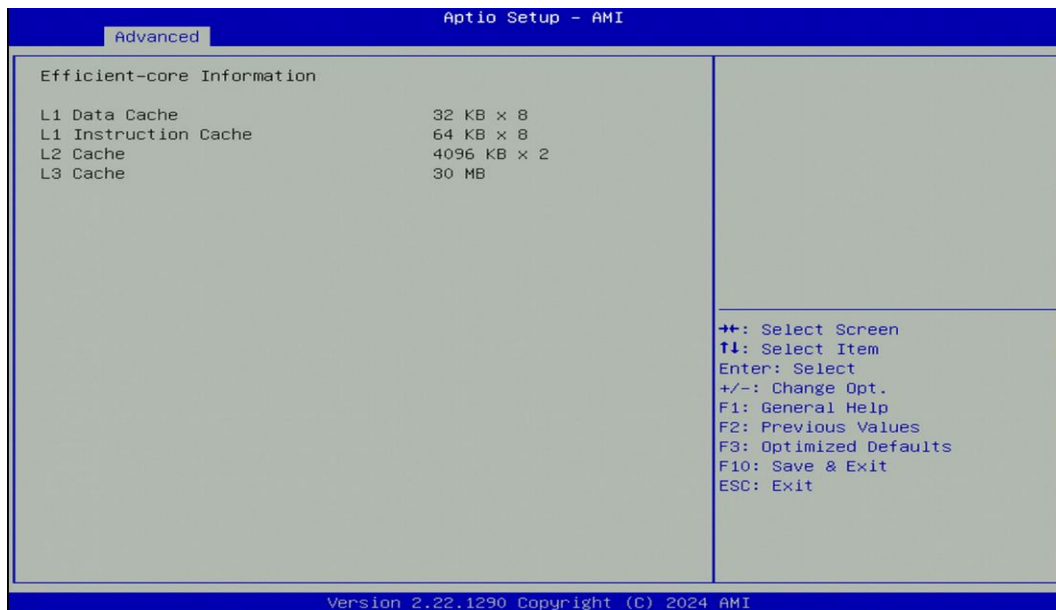 Aptio Setup - AMI
Advanced
Efficient-core Information
L1 Data Cache 32 KB x 8
L1 Instruction Cache 64 KB x 8
L2 Cache 4096 KB x 2
L3 Cache 30 MB
→←: Select Screen
↑↓: Select Item
Enter: Select
+/-: Change Opt.
F1: General Help
F2: Previous Values
F3: Optimized Defaults
F10: Save & Exit
ESC: Exit
Version 2.22.1290 Copyright (C) 2024 AMI